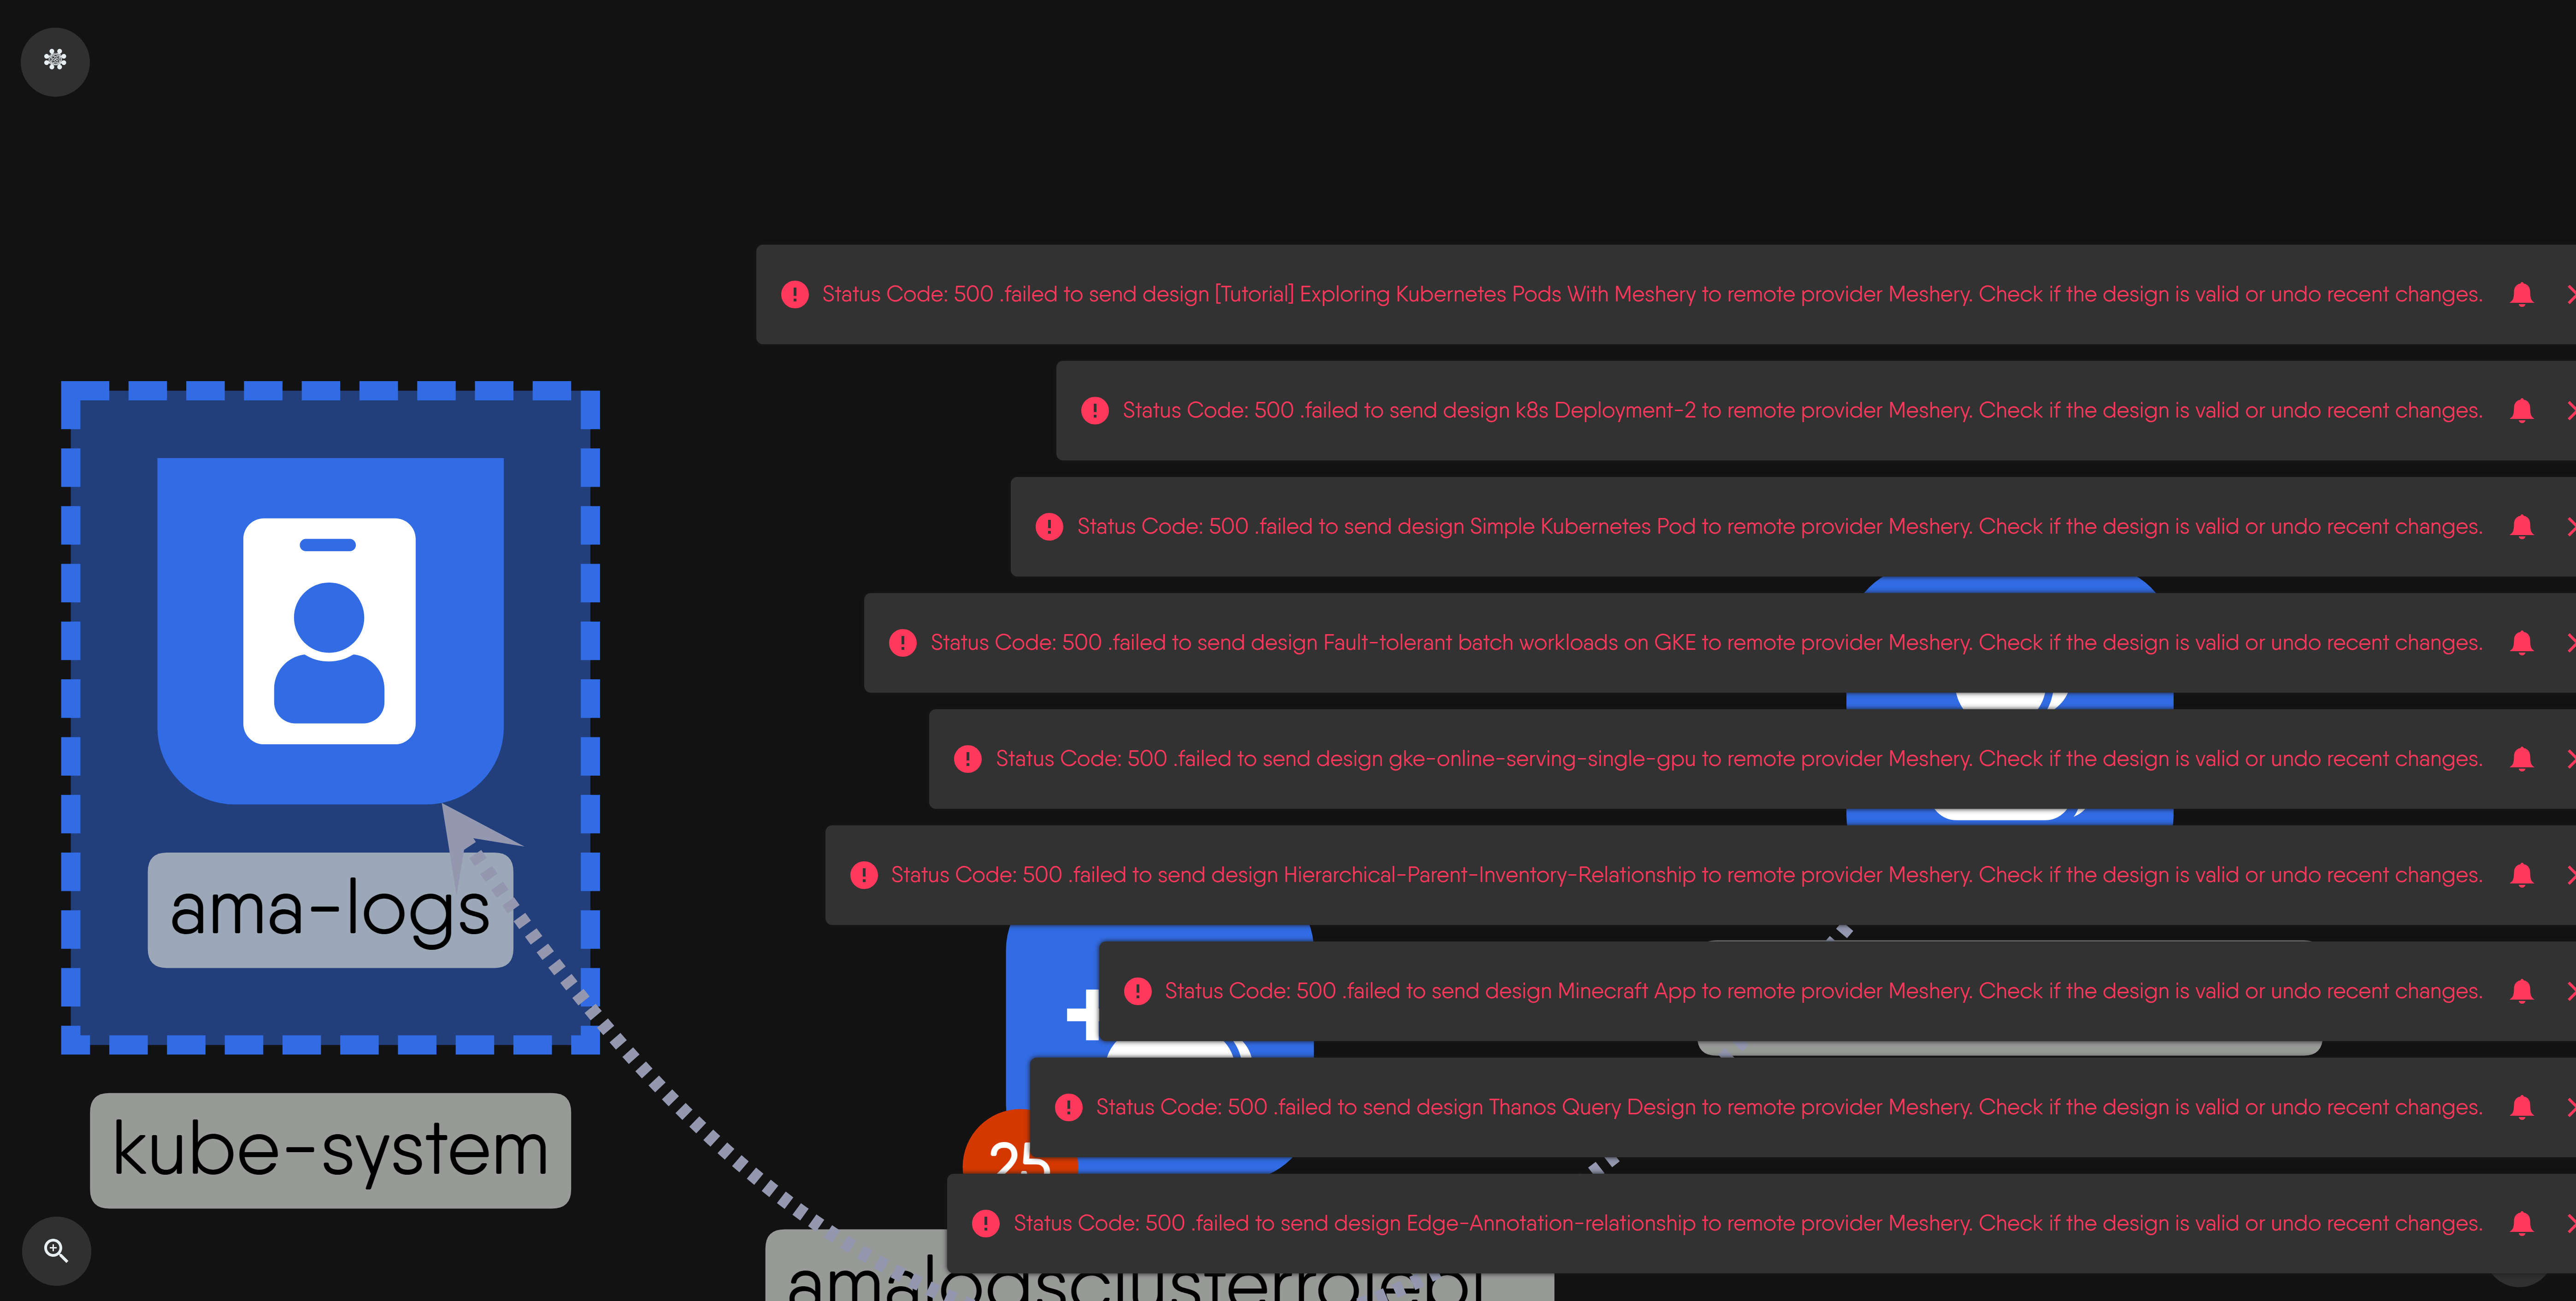 Status Code: 500 .failed to send design [Tutorial] Exploring Kubernetes Pods With Meshery to remote provider Meshery. Check if the design is valid or undo recent changes.
Status Code: 500 .failed to send design k8s Deployment-2 to remote provider Meshery. Check if the design is valid or undo recent changes.
Status Code: 500 .failed to send design Simple Kubernetes Pod to remote provider Meshery. Check if the design is valid or undo recent changes.
Status Code: 500 .failed to send design Fault-tolerant batch workloads on GKE to remote provider Meshery. Check if the design is valid or undo recent changes.
Status Code: 500 .failed to send design gke-online-serving-single-gpu to remote provider Meshery. Check if the design is valid or undo recent changes.
Status Code: 500 .failed to send design Hierarchical-Parent-Inventory-Relationship to remote provider Meshery. Check if the design is valid or undo recent changes.
ama-logs
Status Code: 500 .failed to send design Minecraft App to remote provider Meshery. Check if the design is valid or undo recent changes.
Status Code: 500 .failed to send design Thanos Query Design to remote provider Meshery. Check if the design is valid or undo recent changes.
kube-system
25
Status Code: 500 .failed to send design Edge-Annotation-relationship to remote provider Meshery. Check if the design is valid or undo recent changes.